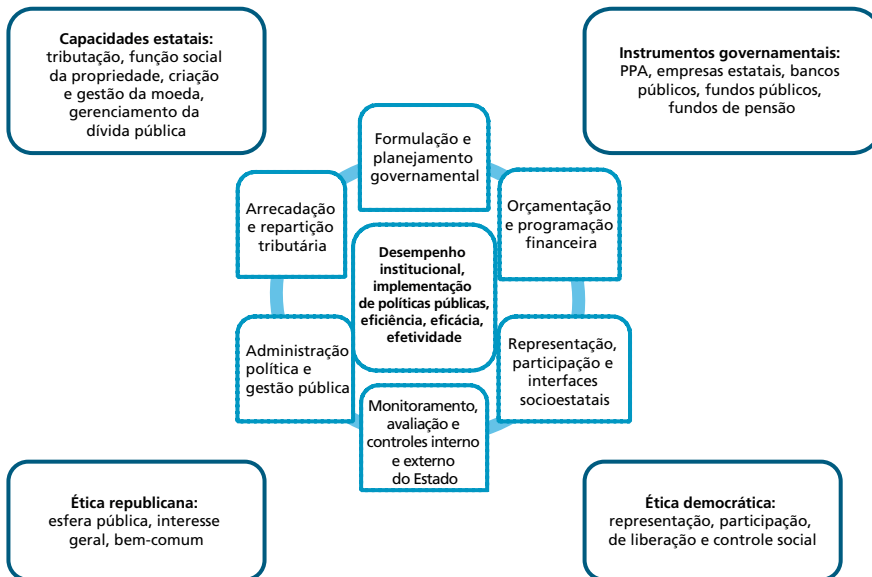 Capacidades estatais:
tributação, função social
da propriedade, criação
e gestão da moeda,
gerenciamento da
dívida pública
Instrumentos governamentais:
PPA, empresas estatais, bancos
públicos, fundos públicos,
fundos de pensão
Formulação e
planejamento
governamental
Arrecadação
e repartição
tributária
Orçamentação
e programação
financeira
Desempenho
institucional,
implementação
de políticas públicas,
eficiência, eficácia,
efetividade
Administração
política e
gestão pública
Representação,
participação e
interfaces
socioestatais
Monitoramento,
avaliação e
controles interno
e externo
do Estado
Ética republicana:
esfera pública, interesse
geral, bem-comum
Ética democrática:
representação, participação,
de liberação e controle social